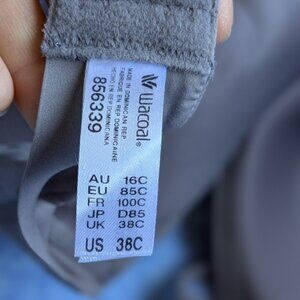 Wacoal
MADE IN DOMINICAN REP
FABRIQUE EN REP DOMINICAINE
FABRICADO EN REP DOMINICANA
856339
AU 16C
EU 85C
FR 100C
JP D85
UK 38C
US 38C